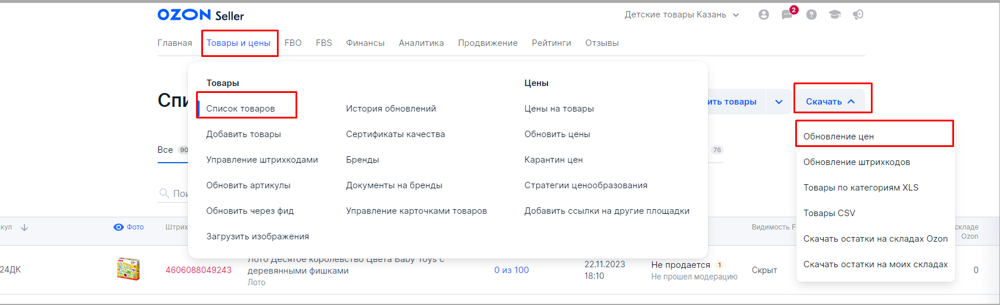 OZON Seller
Детские товары Казань
2
Главная
Товары и цены
FBO
FBS
Финансы
Аналитика
Продвижение
Рейтинги
Отзывы
Товары
Цены
Список товаров
История обновлений
Цены на товары
ить товары
Скачать
Добавить товары
Сертификаты качества
Обновить цены
Обновление цен
Все 90
76
Управление штрихкодами
Бренды
Карантин цен
Обновление штрихкодов
Обновить артикулы
Документы на бренды
Стратегии ценообразования
Товары по категориям XLS
Обновить через фид
Управление карточками товаров
Добавить ссылки на другие площадки
Товары CSV
кул
Фото
Штрих
Видимость F
складе
Ozon
Загрузить изображения
Скачать остатки на складах Ozon
24ДК
4606088049243
Лото Десятое королевство Цвета Baby Toys с
деревянными фишками
Лото
0 из 100
22.11.2023
18:10
Не продается 1
Не прошел модерацию
Скрыт
Скачать остатки на моих складах
0